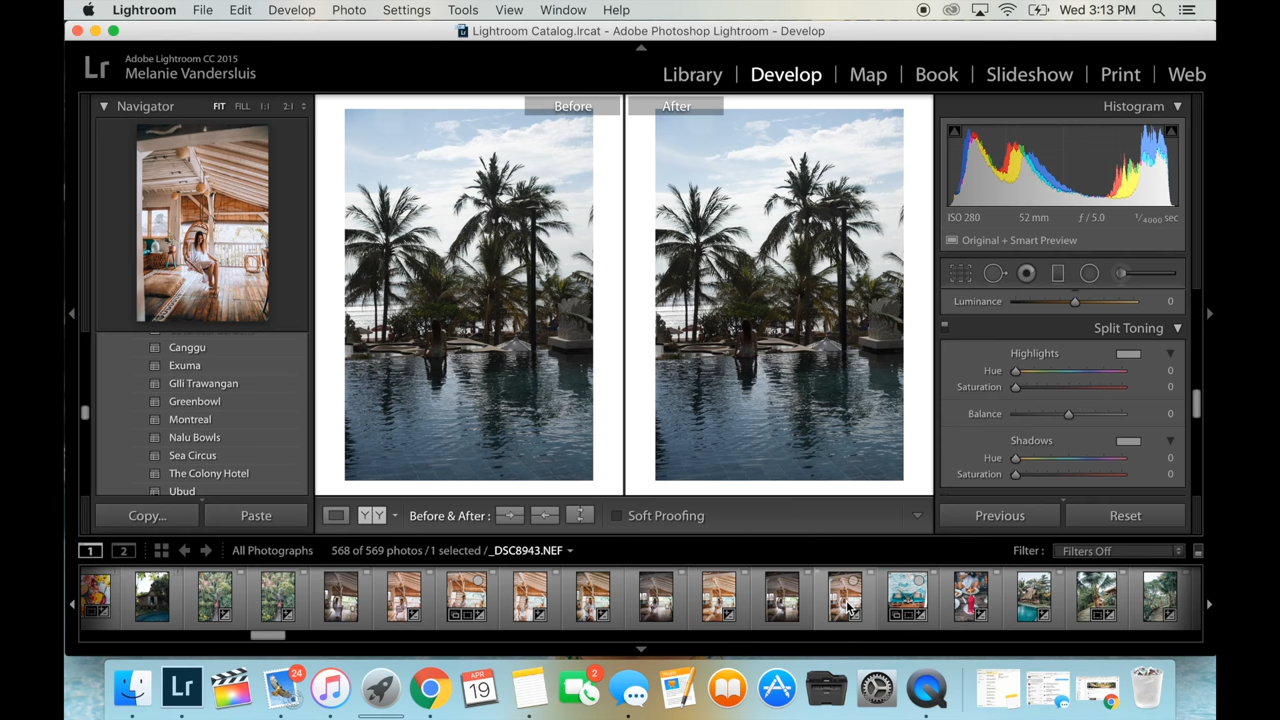 Lightroom File Edit Develop Photo Settings Tools View Window Help Wed 3:13 PM
Lightroom Catalog.lrcat - Adobe Photoshop Lightroom - Develop
Lr Adobe Lightroom CC 2015
Melanie Vandersluis
Library | Develop | Map | Book | Slideshow | Print | Web
Navigator FIT FILL 1:1 2:1
Before After
Histogram
ISO 280 52 mm ƒ / 5.0 1/4000 sec
Original + Smart Preview
Luminance 0
Split Toning
Highlights
Hue 0
Saturation 0
Balance 0
Shadows
Hue 0
Saturation 0
Canggu
Exuma
GIli Trawangan
Greenbowl
Montreal
Nalu Bowls
Sea Circus
The Colony Hotel
Ubud
Copy... Paste
Y Y Before & After : Soft Proofing
Previous Reset
1 2 All Photographs 568 of 569 photos / 1 selected / _DSC8943.NEF
Filter : Filters Off
Lr 24 APR 19 2